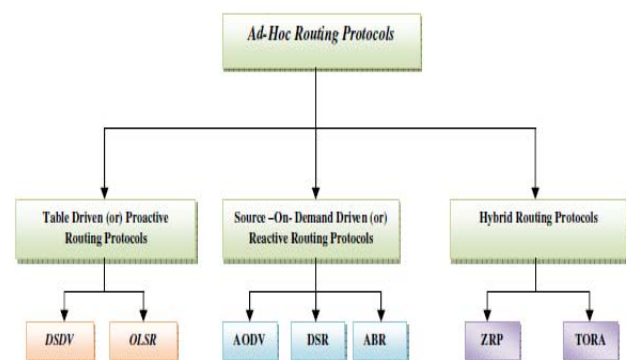 Ad-Hoc Routing Protocols
Table Driven (or) Proactive
Routing Protocols
Source –On- Demand Driven (or)
Reactive Routing Protocols
Hybrid Routing Protocols
DSDV
OLSR
AODV
DSR
ABR
ZRP
TORA